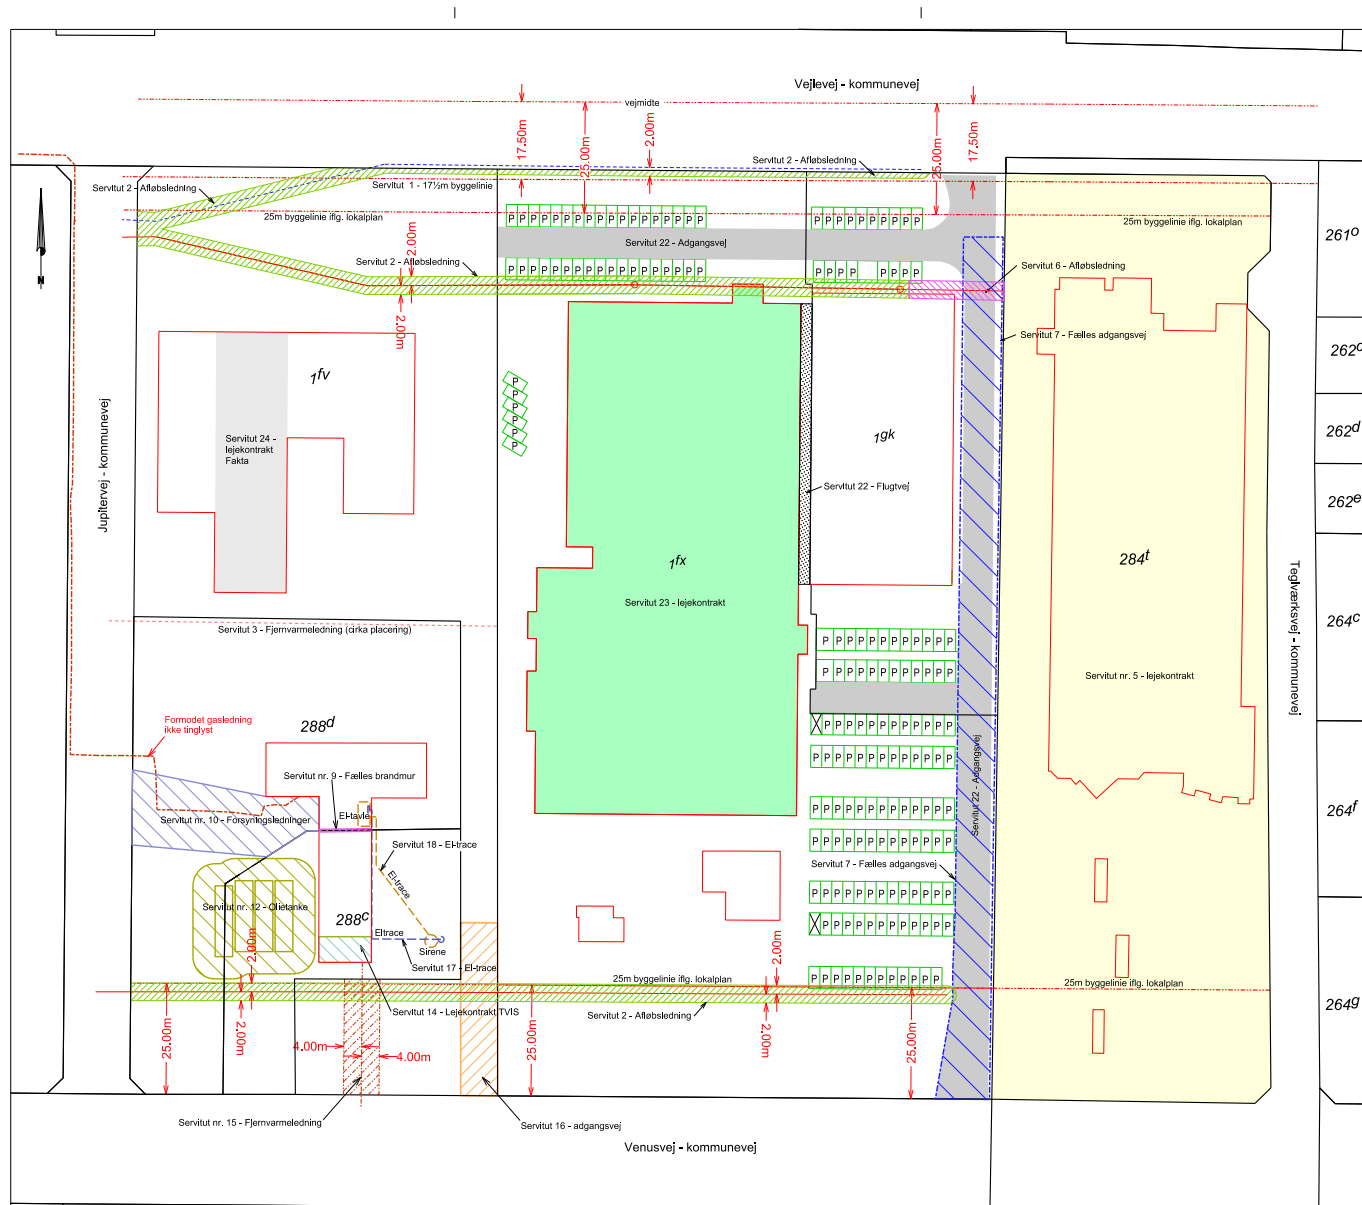 Vejlevej - kommunevej
vejmidte
17.50m
25.00m
2.00m
25.00m
17.50m
Servitut 2 - Afløbsledning
Servitut 2 - Afløbsledning
Servitut 1 - 17½m byggelinie
25m byggelinie iflg. lokalplan
25m byggelinie iflg. lokalplan
P P P P P P P P P P P P P P P P P P
P P P P P P P P P P
261o
Servitut 22 - Adgangsvej
2.00m
Servitut 2 - Afløbsledning
Servitut 6 - Afløbsledning
P P P P P P P P P P P P P P P P P P
P P P P P P P P
N
2.00m
Servitut 7 - Fælles adgangsvej
262c
1fv
P
P
P
P
P
P
Servitut 24 -
lejekontrakt
Fakta
1gk
262d
Jupitervej - kommunevej
Servitut 22 - Flugtvej
262e
1fx
284t
Servitut 23 - lejekontrakt
Teglværksvej - kommunevej
264c
Servitut 3 - Fjernvarmeledning (cirka placering)
P P P P P P P P P P P P
P P P P P P P P P P P P
Servitut nr. 5 - lejekontrakt
Formodet gasledning
ikke tinglyst
288d
P P P P P P P P P P P P
P P P P P P P P P P P P P
Servitut 22 - Adgangsvej
Servitut nr. 9 - Fælles brandmur
El-tavle
Servitut nr. 10 - Forsyningsledninger
P P P P P P P P P P P P P
264f
Servitut 18 - El-trace
P P P P P P P P P P P P P
Servitut 7 - Fælles adgangsvej
El-trace
P P P P P P P P P P P P P
Servitut nr. 12 - Olietanke
288c
P P P P P P P P P P P P
Eltrace
Sirene
2.00m
Servitut 17 - El-trace
2.00m
25m byggelinie iflg. lokalplan
P P P P P P P P P P P P
25m byggelinie iflg. lokalplan
264g
Servitut 14 - Lejekontrakt TVIS
Servitut 2 - Afløbsledning
25.00m
2.00m
4.00m
4.00m
25.00m
2.00m
25.00m
Servitut nr. 15 - Fjernvarmeledning
Servitut 16 - adgangsvej
Venusvej - kommunevej